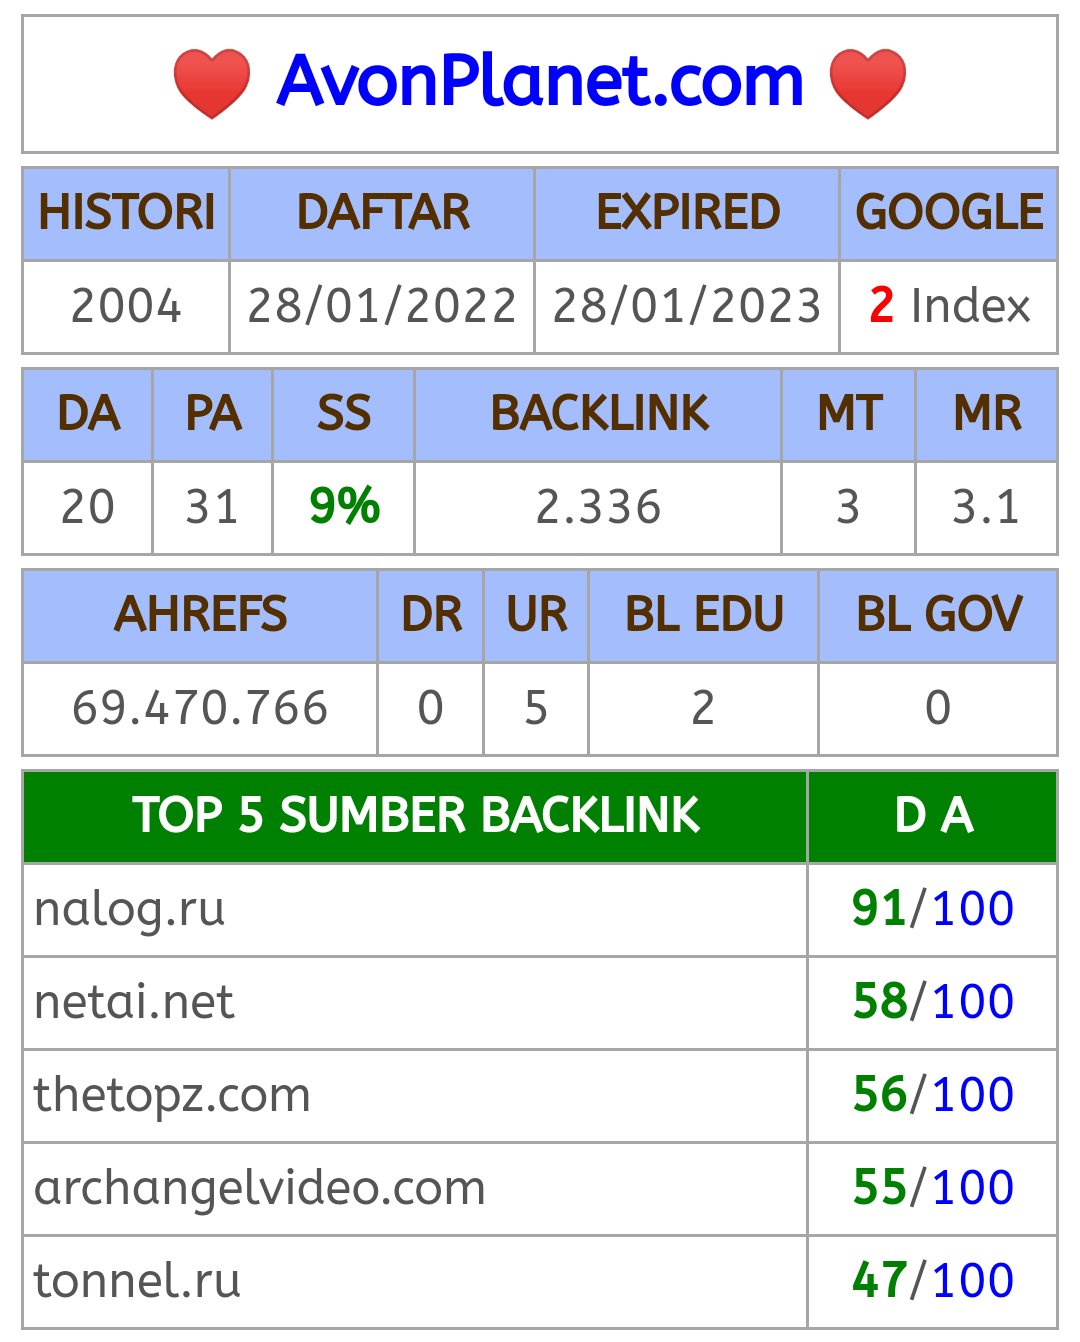 ❤️ AvonPlanet.com ❤️
HISTORI DAFTAR EXPIRED GOOGLE
2004 28/01/2022 28/01/2023 2 Index
DA PA SS BACKLINK MT MR
20 31 9% 2.336 3 3.1
AHREFS DR UR BL EDU BL GOV
69.470.766 0 5 2 0
TOP 5 SUMBER BACKLINK D A
nalog.ru 91/100
netai.net 58/100
thetopz.com 56/100
archangelvideo.com 55/100
tonnel.ru 47/100